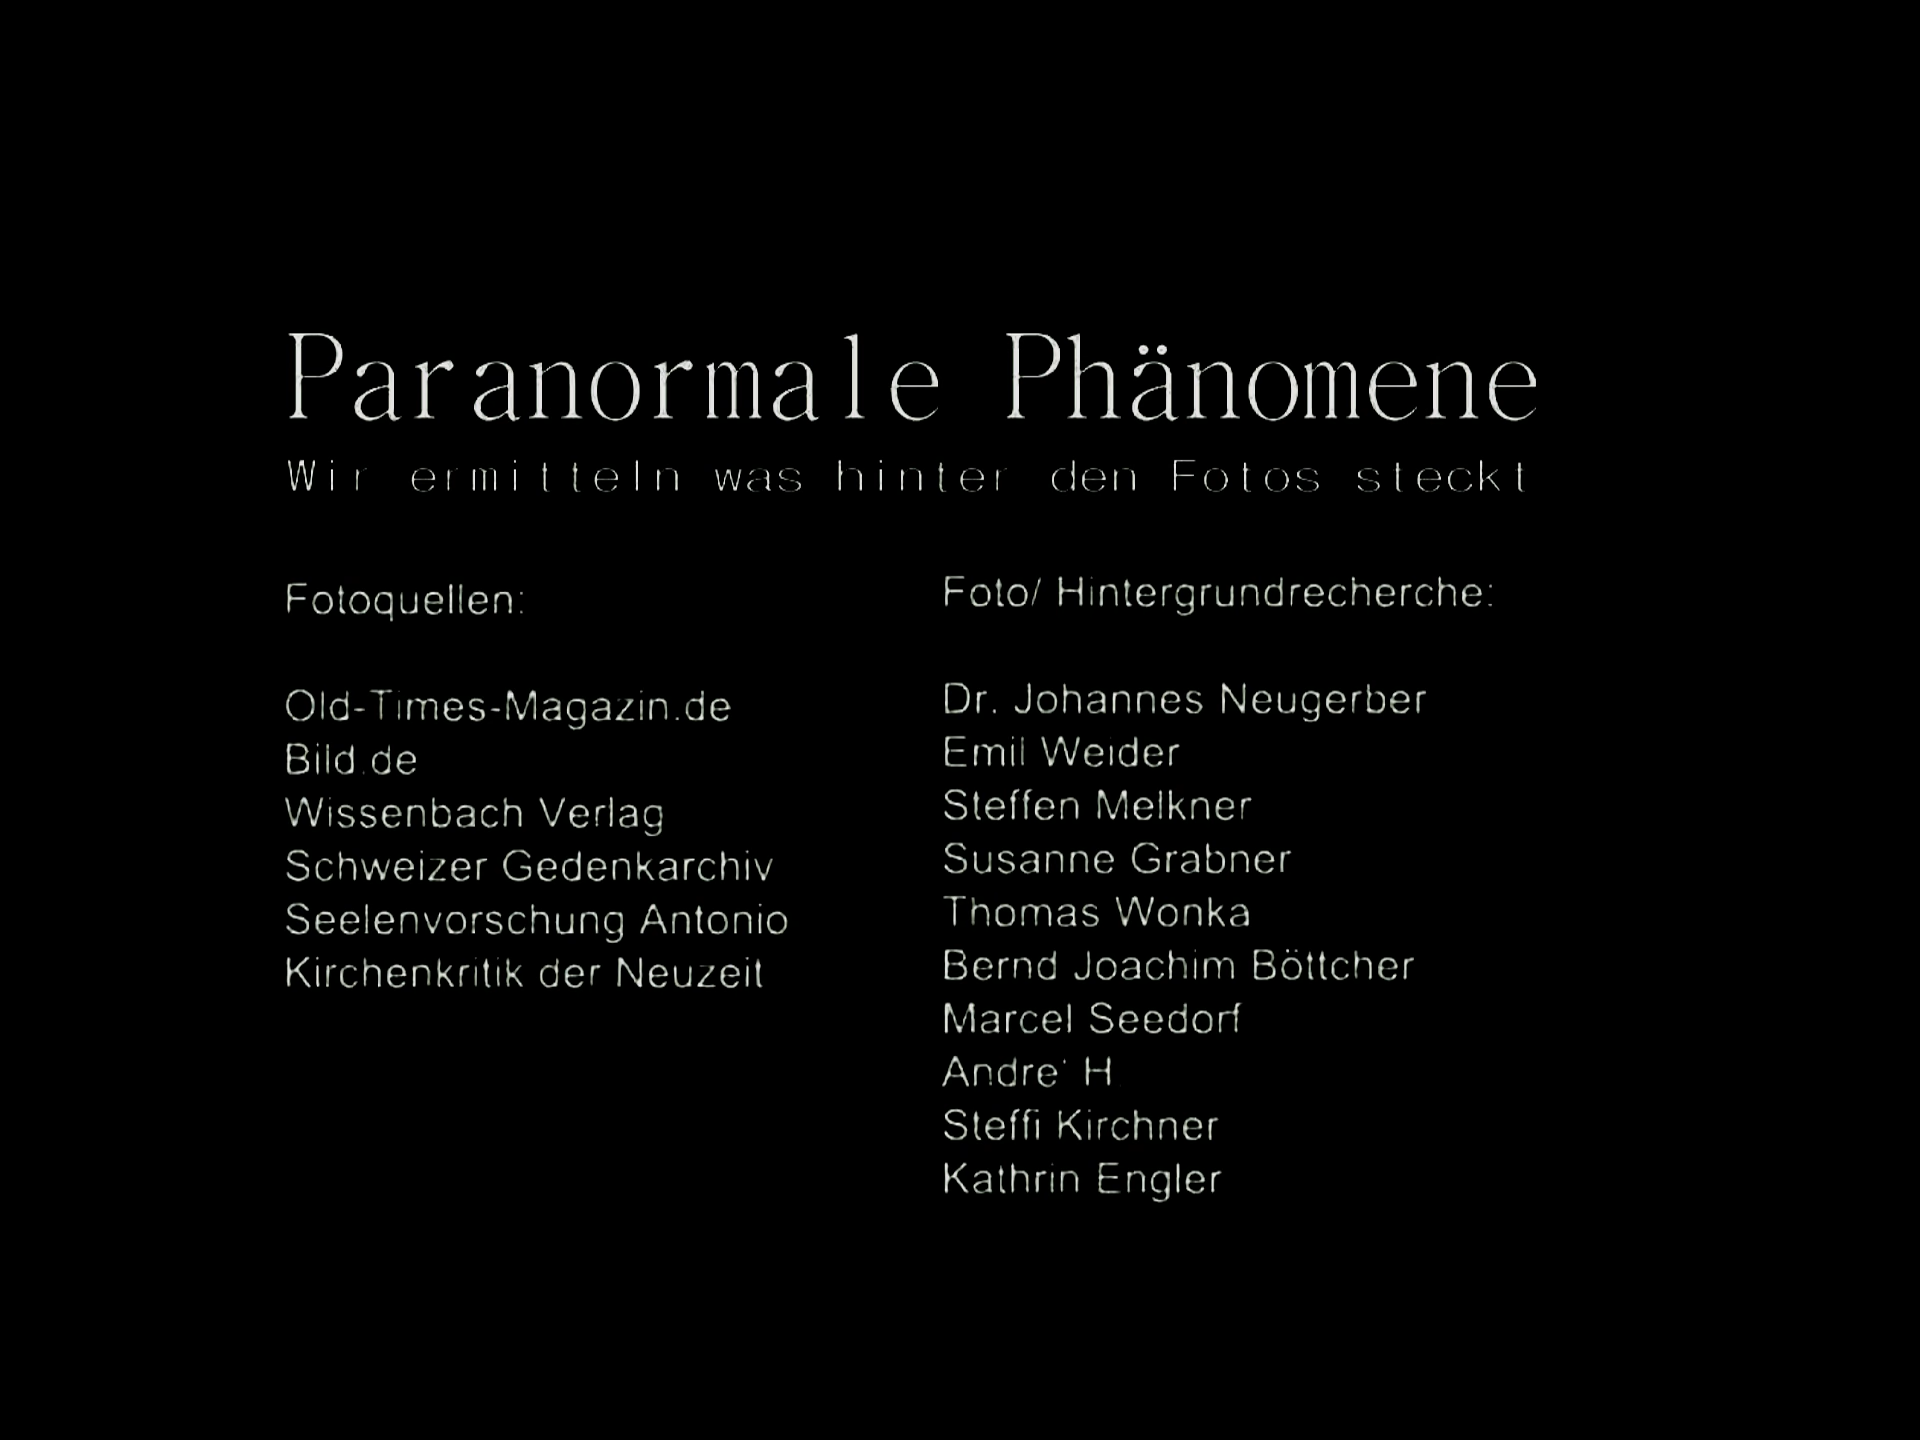 Paranormale Phänomene
Wir ermitteln was hinter den Fotos steckt
Fotoquellen:
Old-Times-Magazin.de
Bild.de
Wissenbach Verlag
Schweizer Gedenkarchiv
Seelenvorschung Antonio
Kirchenkritik der Neuzeit
Foto/ Hintergrundrecherche:
Dr. Johannes Neugerber
Emil Weider
Steffen Melkner
Susanne Grabner
Thomas Wonka
Bernd Joachim Böttcher
Marcel Seedorf
Andre' H
Steffi Kirchner
Kathrin Engler